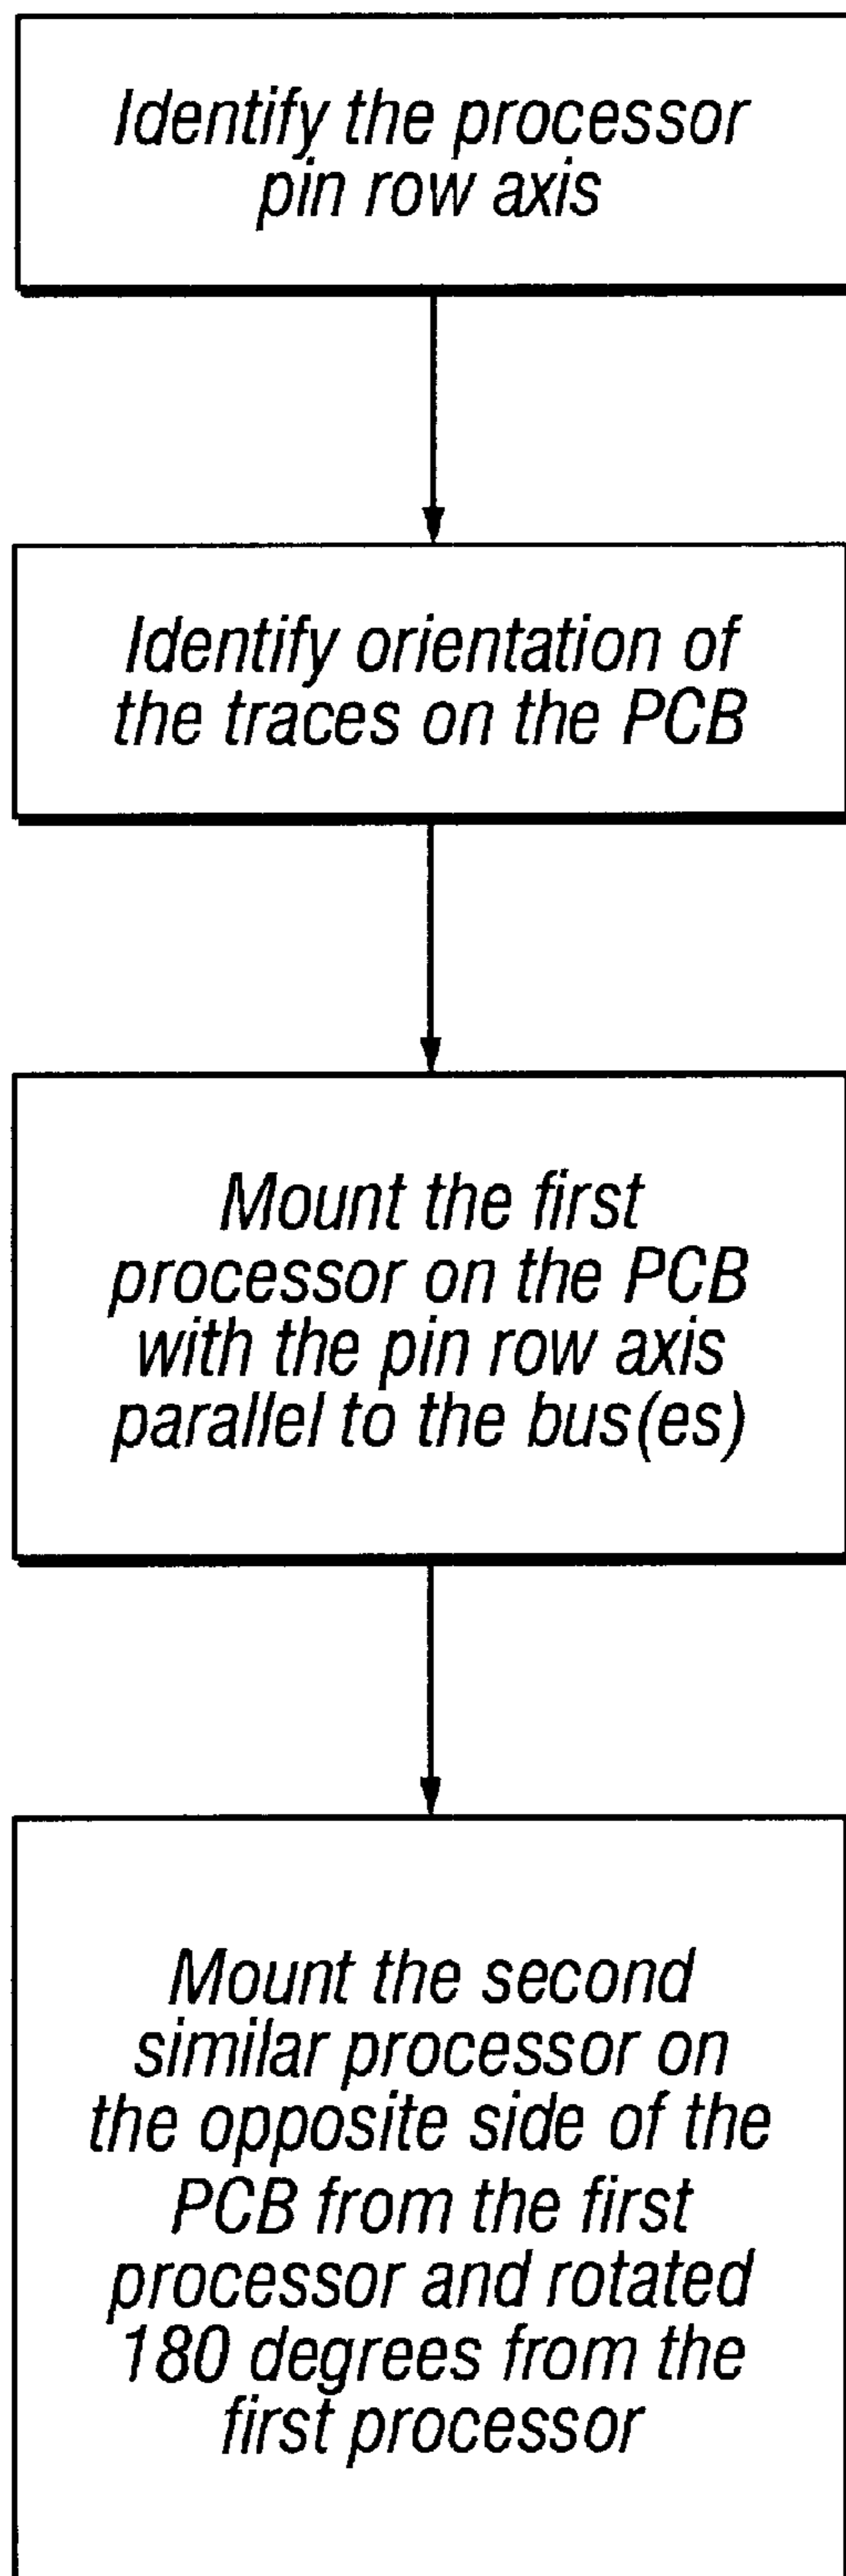 Identify the processor
pin row axis
Identify orientation of
the traces on the PCB
Mount the first
processor on the PCB
with the pin row axis
parallel to the bus(es)
Mount the second
similar processor on
the opposite side of the
PCB from the first
processor and rotated
180 degrees from the
first processor